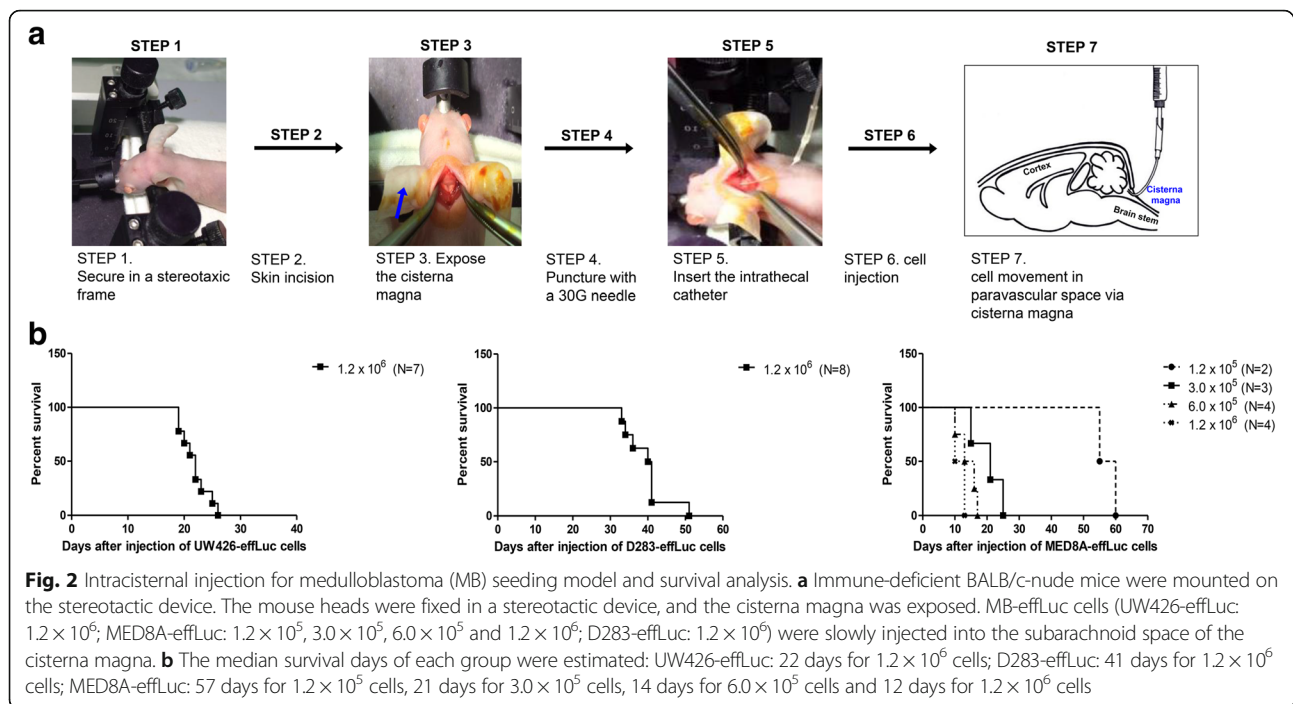 a
STEP 1
STEP 3
STEP 5
STEP 7
STEP 2
STEP 4
STEP 6
Cortex
Cisterna
magna
Brain stem
STEP 1.
Secure in a stereotaxic
frame
STEP 2.
Skin incision
STEP 3. Expose
the cisterna
magna
STEP 4.
Puncture with
a 30G needle
STEP 5.
Insert the intrathecal
catheter
STEP 6. cell
injection
STEP 7.
cell movement in
paravascular space via
cisterna magna
b
Percent survival
150
100
50
0
0 10 20 30 40
Days after injection of UW426-effLuc cells
1.2 x 10⁶ (N=7)
Percent survival
150
100
50
0
0 10 20 30 40 50 60
Days after injection of D283-effLuc cells
1.2 x 10⁶ (N=8)
Percent survival
150
100
50
0
0 10 20 30 40 50 60 70
Days after injection of MED8A-effLuc cells
1.2 x 10⁵ (N=2)
3.0 x 10⁵ (N=3)
6.0 x 10⁵ (N=4)
1.2 x 10⁶ (N=4)
Fig. 2 Intracisternal injection for medulloblastoma (MB) seeding model and survival analysis. a Immune-deficient BALB/c-nude mice were mounted on
the stereotactic device. The mouse heads were fixed in a stereotactic device, and the cisterna magna was exposed. MB-effLuc cells (UW426-effLuc:
1.2 × 10⁶; MED8A-effLuc: 1.2 × 10⁵, 3.0 × 10⁵, 6.0 × 10⁵ and 1.2 × 10⁶; D283-effLuc: 1.2 × 10⁶) were slowly injected into the subarachnoid space of the
cisterna magna. b The median survival days of each group were estimated: UW426-effLuc: 22 days for 1.2 × 10⁶ cells; D283-effLuc: 41 days for 1.2 × 10⁶
cells; MED8A-effLuc: 57 days for 1.2 × 10⁵ cells, 21 days for 3.0 × 10⁵ cells, 14 days for 6.0 × 10⁵ cells and 12 days for 1.2 × 10⁶ cells